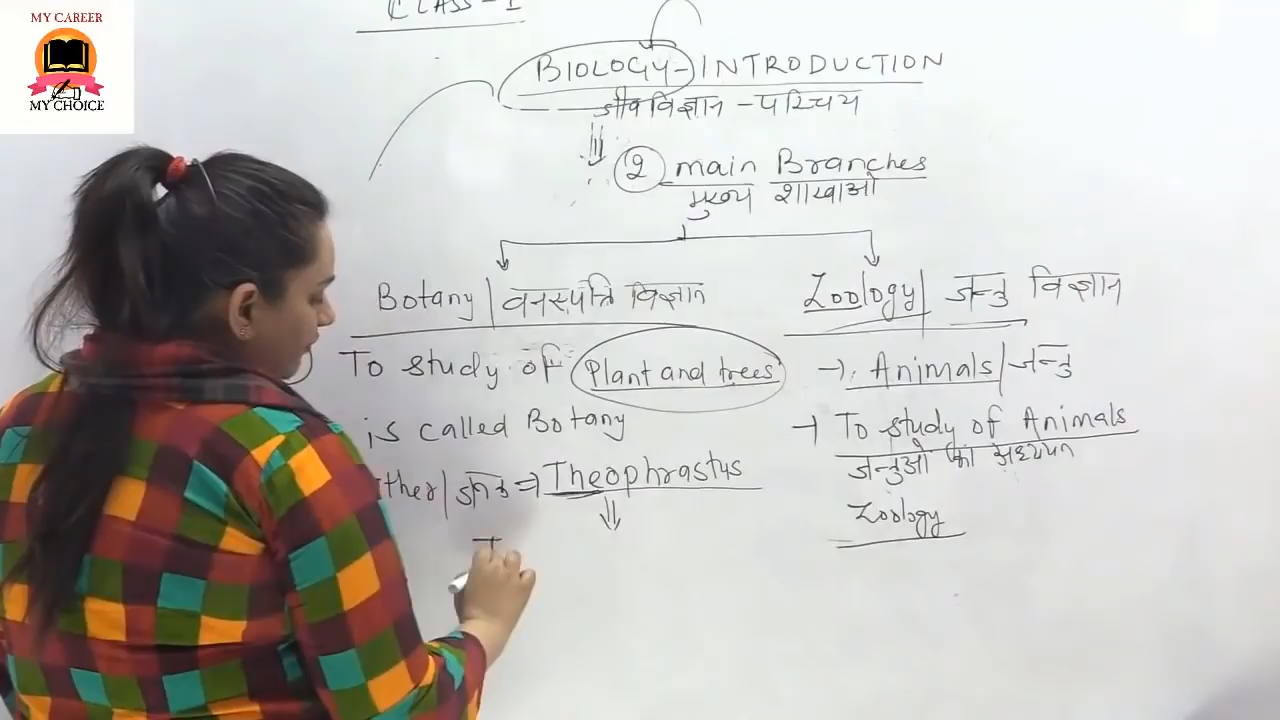 MY CAREER
MY CHOICE
CLASS-I
BIOLOGY-INTRODUCTION
जीवविज्ञान - परिचय
2 main Branches
मुख्य शाखाओ
Botany | वनस्पति विज्ञान
Zoology | जन्तु विज्ञान
To study of Plant and trees
is called Botany
ther | जनक ⇒ Theophrastus
→ Animals | जन्तु
→ To study of Animals
जन्तुओ का अध्ययन
Zoology